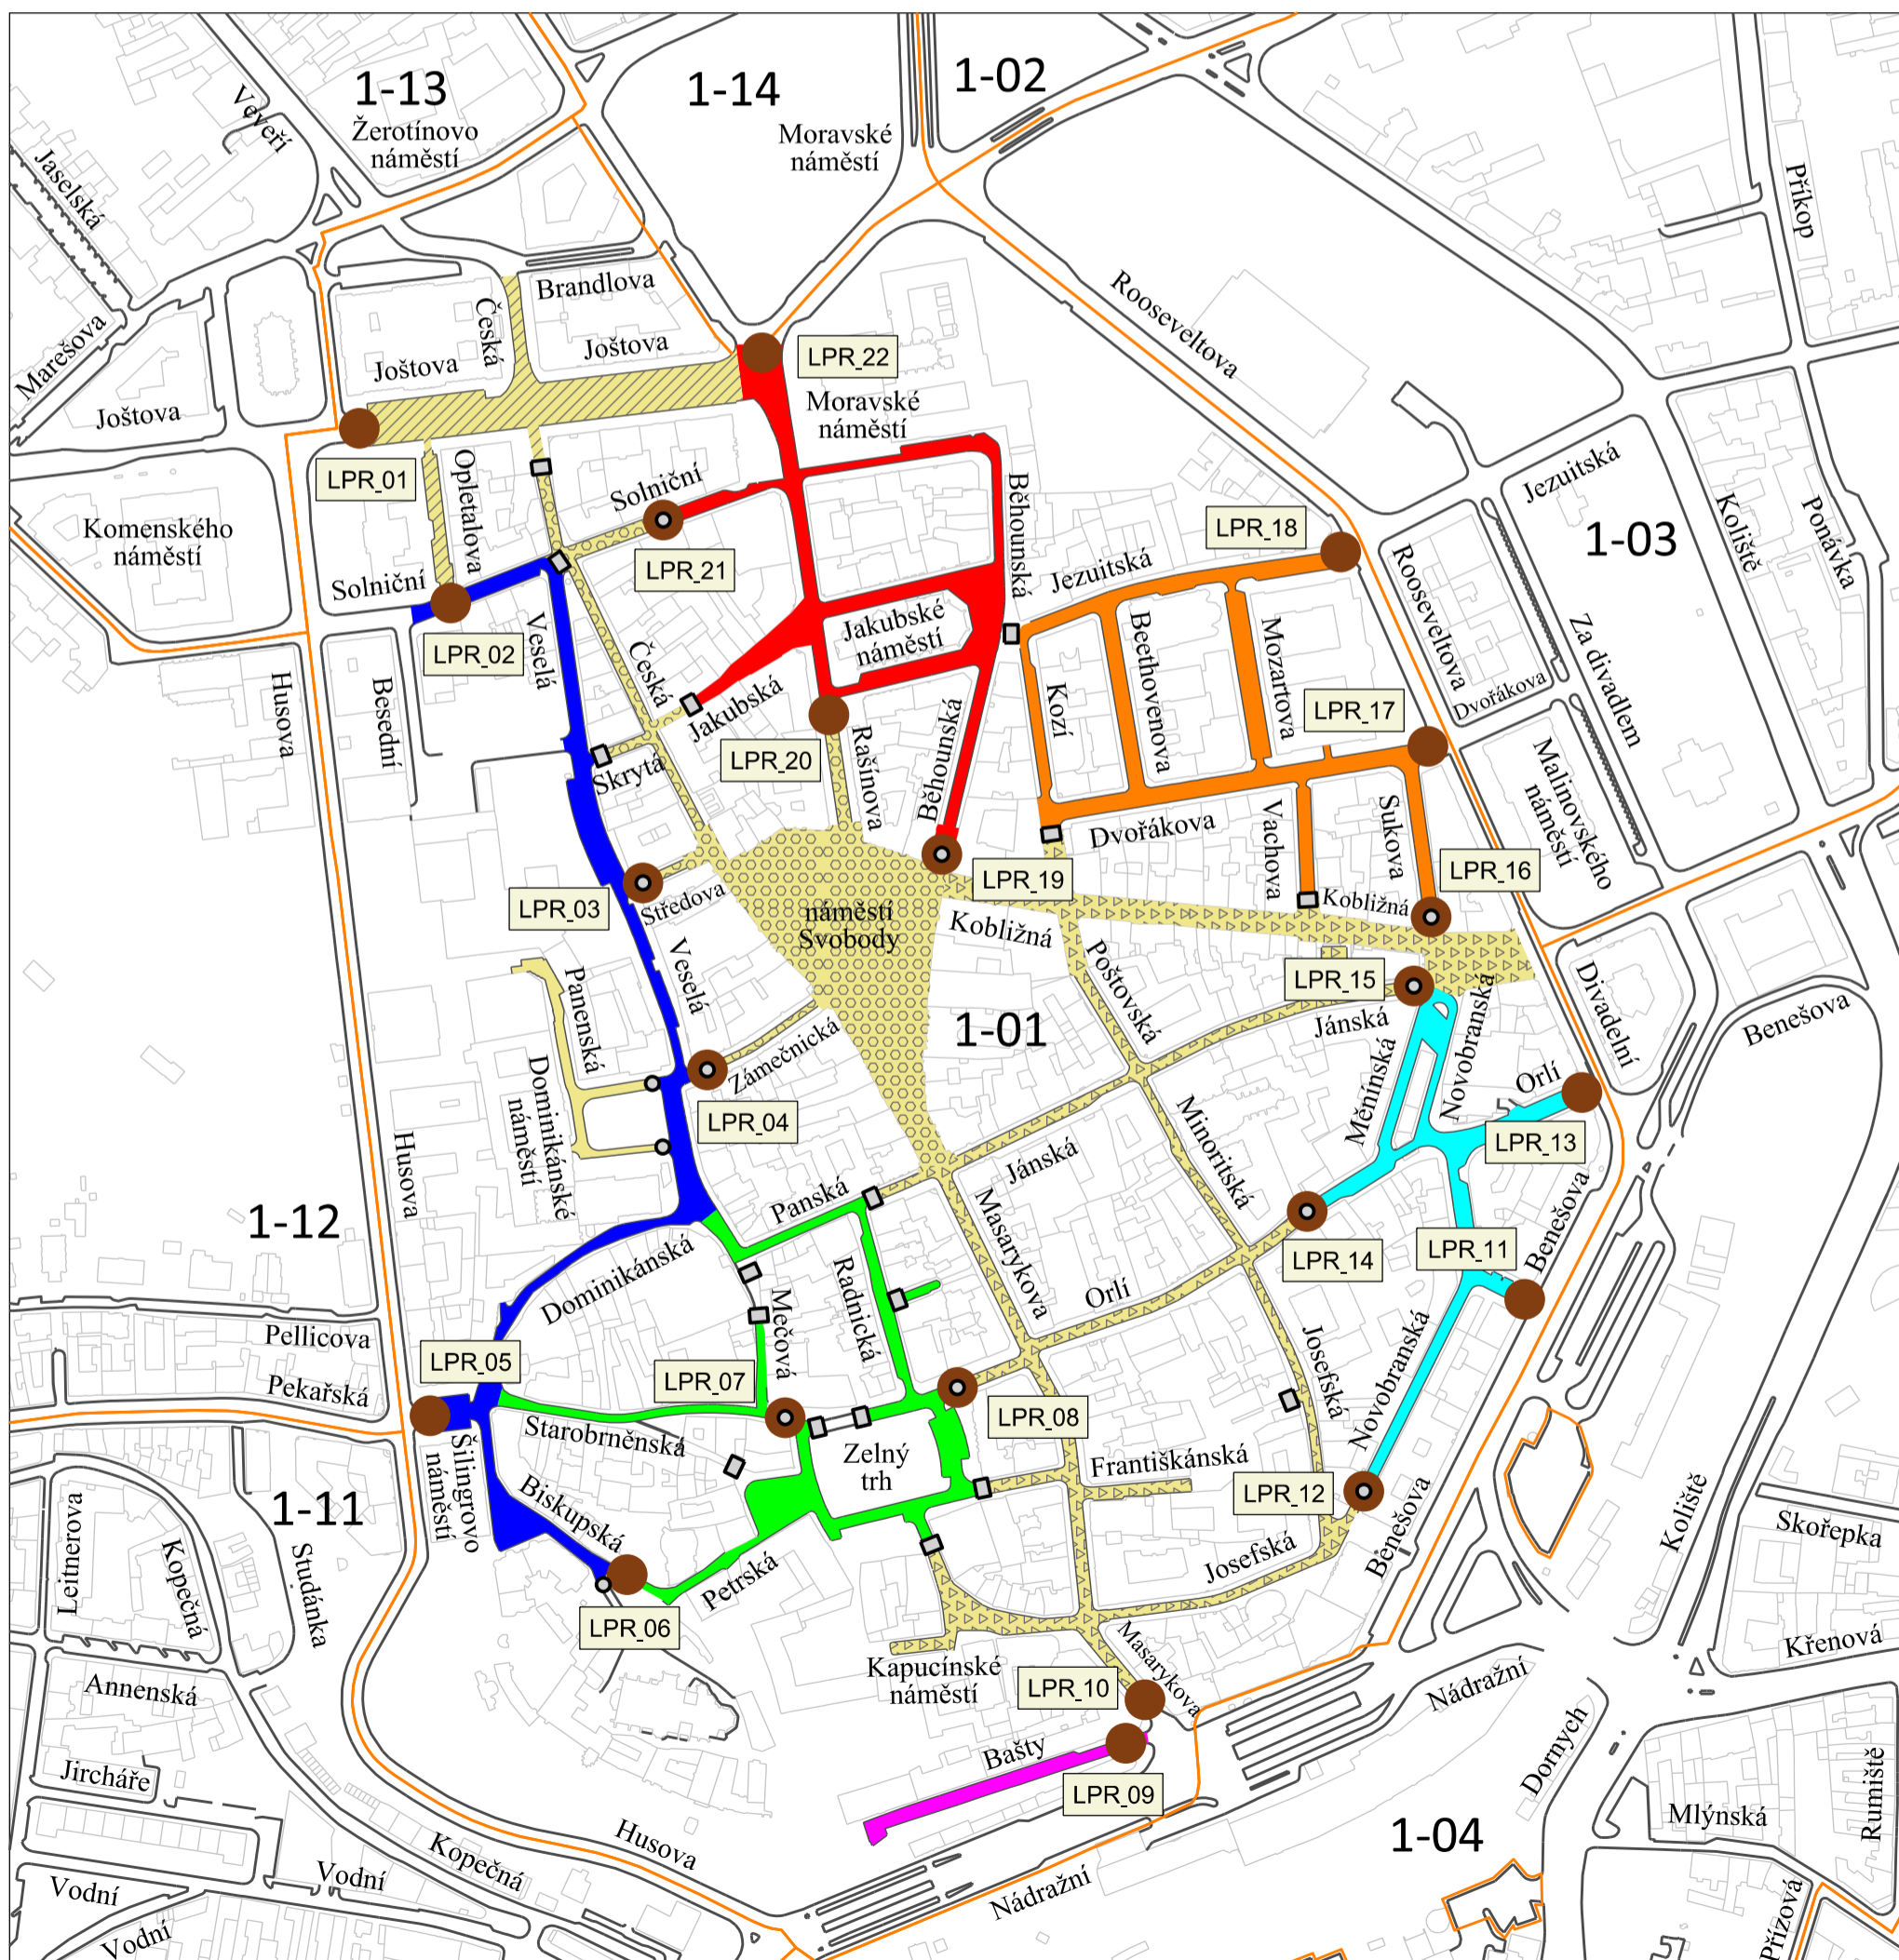 1-13
1-14
1-02
Veveří
Žerotínovo
náměstí
Moravské
náměstí
Jaselská
Příkop
Brandlova
Česká
Rooseveltova
Marešova
Joštova
Joštova
LPR_22
Joštova
Moravské
náměstí
LPR_01
Opletalova
Solniční
Běhounská
Jezuitská
Koliště
Ponávka
Komenského
náměstí
LPR_18
1-03
Solniční
LPR_21
Jezuitská
Rooseveltova
Jakubské
náměstí
Veselá
LPR_02
Beethovenova
Mozartova
Za divadlem
Husova
Besední
Česká
Jakubská
Kozí
LPR_17
Dvořákova
Skrytá
LPR_20
Rašínova
Běhounská
Malinovského
náměstí
Dvořákova
Vachova
Sukova
LPR_16
LPR_19
Kobližná
LPR_03
Středova
náměstí
Svobody
Kobližná
Veselá
Panenská
Poštovská
LPR_15
Novobranská
Divadelní
1-01
Jánská
Benešova
Zámečnická
Dominikánské
náměstí
LPR_04
Minoritská
Měnínská
Orlí
LPR_13
Husova
Jánská
Panská
1-12
Masarykova
LPR_14
LPR_11
Benešova
Dominikánská
Mečová
Radnická
Orlí
Pellicova
Pekařská
LPR_05
LPR_07
Josefská
Novobranská
Starobrněnská
LPR_08
Zelný
trh
Šilingrovo
náměstí
Biskupská
Františkánská
LPR_12
1-11
Leitnerova
Kopečná
Studánka
Petrská
Josefská
Benešova
Koliště
Skořepka
LPR_06
Křenová
Annenská
Kapucínské
náměstí
LPR_10
Masarykova
Nádražní
Bašty
Dornych
Jircháře
LPR_09
1-04
Mlýnská
Rumiště
Husova
Kopečná
Vodní
Vodní
Nádražní
Vodní
Přízová